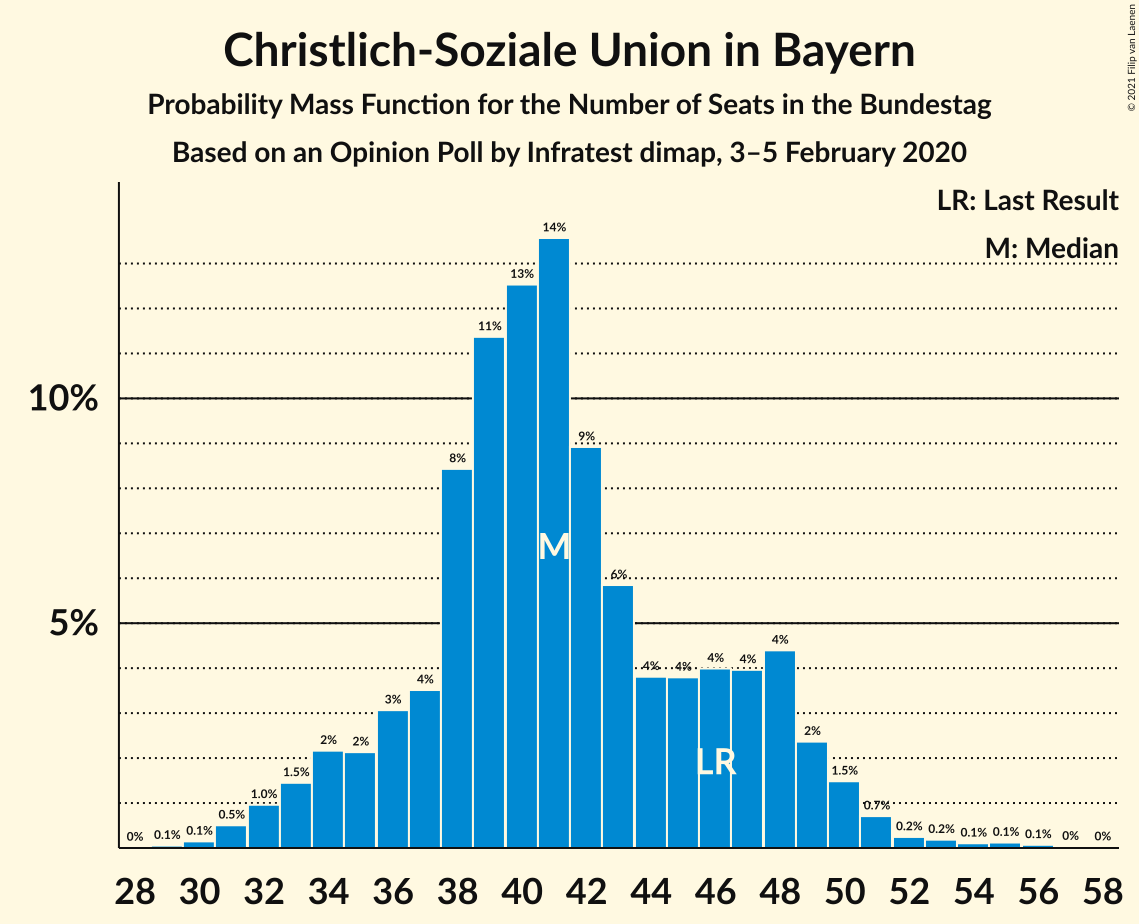 Christlich-Soziale Union in Bayern
Probability Mass Function for the Number of Seats in the Bundestag
Based on an Opinion Poll by Infratest dimap, 3–5 February 2020
© 2021 Filip van Laenen
LR: Last Result
M: Median
10%
5%
0% 0.1% 0.1% 0.5% 1.0% 1.5% 2% 2% 3% 4% 8% 11% 13% 14% 9% 6% 4% 4% 4% 4% 4% 2% 1.5% 0.7% 0.2% 0.2% 0.1% 0.1% 0.1% 0% 0%
M
LR
28 30 32 34 36 38 40 42 44 46 48 50 52 54 56 58